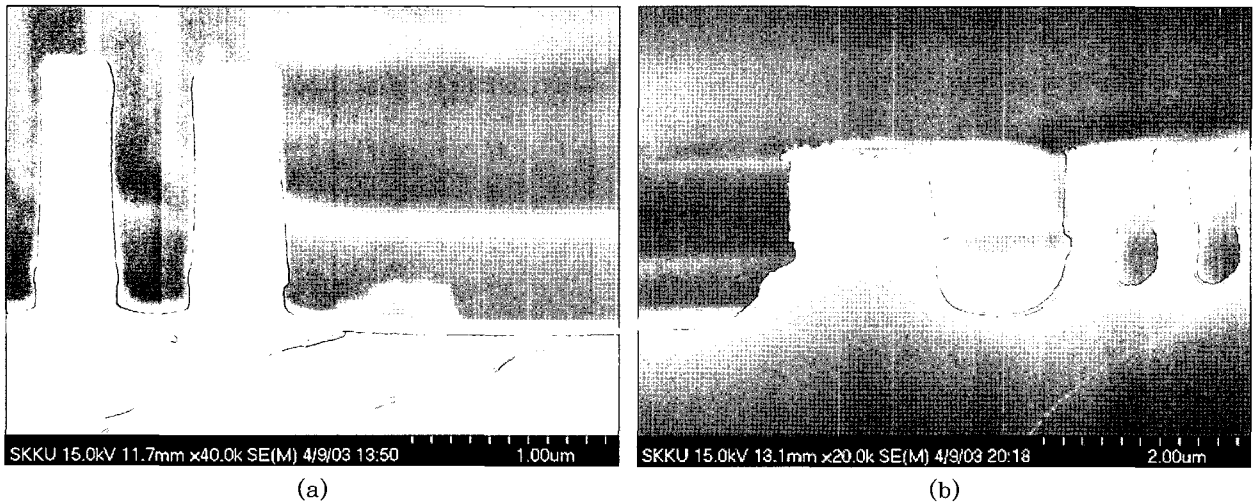 SKKU 15.0kV 11.7mm x40.0k SE(M) 4/9/03 13:50 1.00um
SKKU 15.0kV 13.1mm x20.0k SE(M) 4/9/03 20:18 2.00um
(a)
(b)